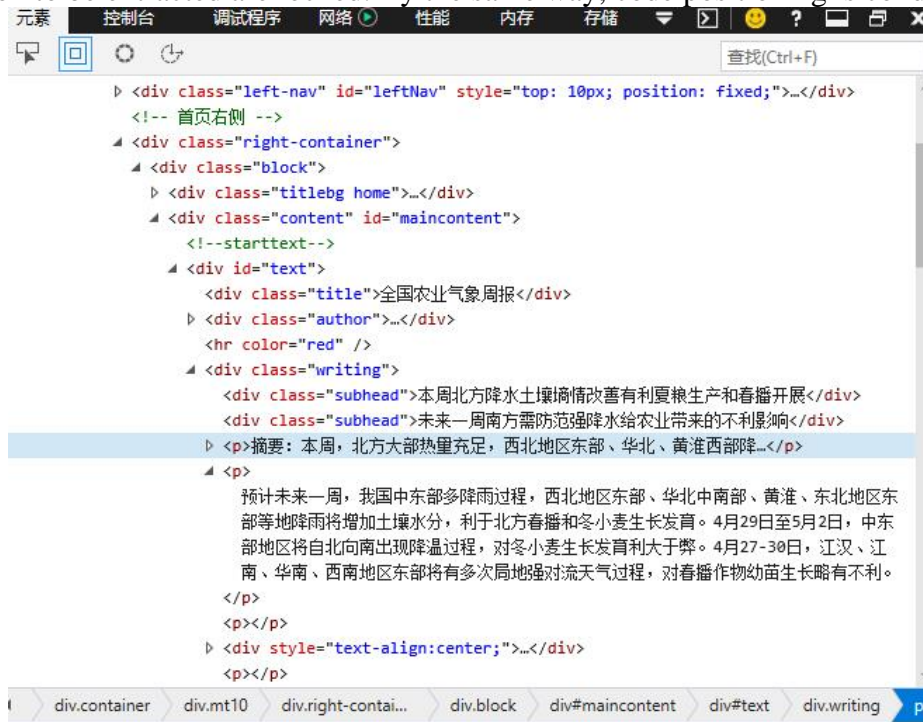 元素 控制台 调试程序 网络 性能 内存 存储 ?
查找(Ctrl+F)
<div class="left-nav" id="leftNav" style="top: 10px; position: fixed;">…</div>
<!-- 首页右侧 -->
<div class="right-container">
<div class="block">
<div class="titlebg home">…</div>
<div class="content" id="maincontent">
<!--starttext-->
<div id="text">
<div class="title">全国农业气象周报</div>
<div class="author">…</div>
<hr color="red" />
<div class="writing">
<div class="subhead">本周北方降水土壤墒情改善有利夏粮生产和春播开展</div>
<div class="subhead">未来一周南方需防范强降水给农业带来的不利影响</div>
<p>摘要：本周，北方大部热量充足，西北地区东部、华北、黄淮西部降…</p>
<p>
预计未来一周，我国中东部多降雨过程，西北地区东部、华北中南部、黄淮、东北地区东
部等地降雨将增加土壤水分，利于北方春播和冬小麦生长发育。4月29日至5月2日，中东
部地区将自北向南出现降温过程，对冬小麦生长发育利大于弊。4月27-30日，江汉、江
南、华南、西南地区东部将有多次局地强对流天气过程，对春播作物幼苗生长略有不利。
</p>
<p></p>
<div style="text-align:center;">…</div>
<p></p>
div.container div.mt10 div.right-contai... div.block div#maincontent div#text div.writing p